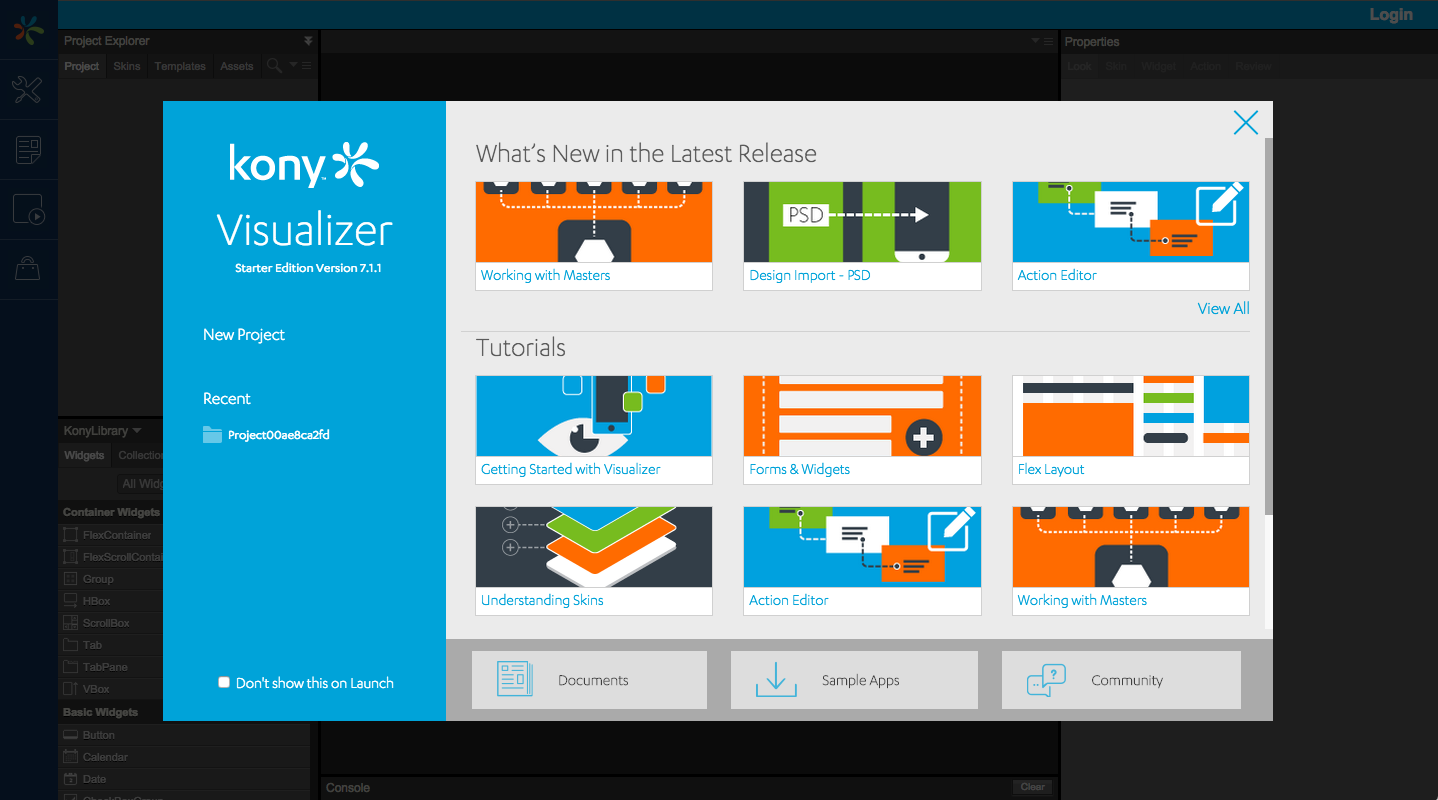 Login
Project Explorer
Project Skins Templates Assets
Properties
Look Skin Widget Action Review
kony™
Visualizer
Starter Edition Version 7.1.1
New Project
Recent
Project00ae8ca2fd
Don't show this on Launch
What's New in the Latest Release
PSD
Working with Masters
Design Import - PSD
Action Editor
View All
Tutorials
Getting Started with Visualizer
Forms & Widgets
Flex Layout
Understanding Skins
Action Editor
Working with Masters
Documents
Sample Apps
Community
KonyLibrary
Widgets Collectio
All Widg
Container Widgets
FlexContainer
FlexScrollContai
Group
HBox
ScrollBox
Tab
TabPane
VBox
Basic Widgets
Button
Calendar
Date
CheckBoxGroup
Console
Clear